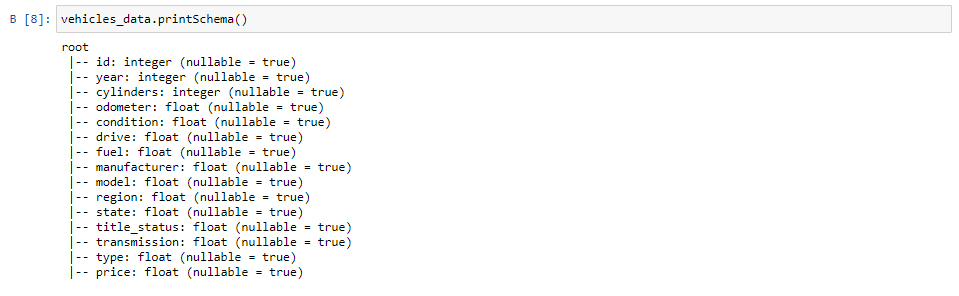 В [8]: vehicles_data.printSchema()
root
 |-- id: integer (nullable = true)
 |-- year: integer (nullable = true)
 |-- cylinders: integer (nullable = true)
 |-- odometer: float (nullable = true)
 |-- condition: float (nullable = true)
 |-- drive: float (nullable = true)
 |-- fuel: float (nullable = true)
 |-- manufacturer: float (nullable = true)
 |-- model: float (nullable = true)
 |-- region: float (nullable = true)
 |-- state: float (nullable = true)
 |-- title_status: float (nullable = true)
 |-- transmission: float (nullable = true)
 |-- type: float (nullable = true)
 |-- price: float (nullable = true)